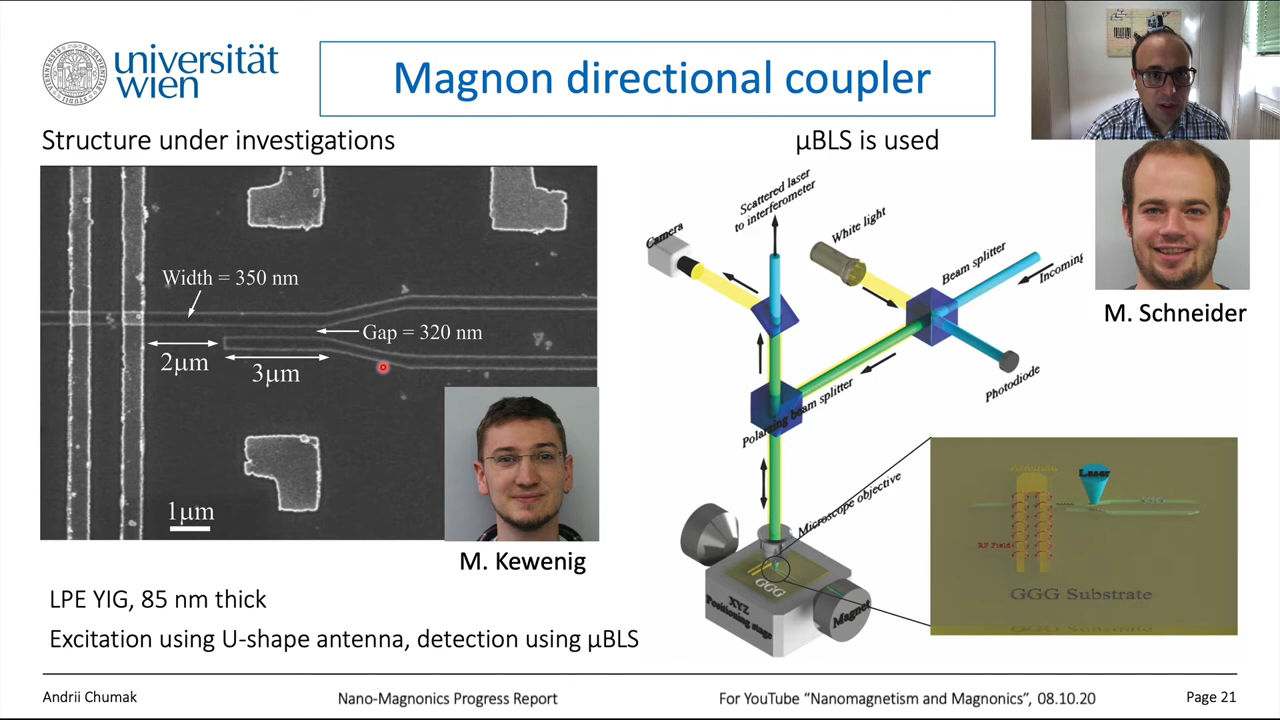 universität
wien
Magnon directional coupler
Structure under investigations
µBLS is used
Width = 350 nm
Gap = 320 nm
2µm
3µm
1µm
M. Kewenig
Scattered laser
to interferometer
Camera
White light
Beam splitter
Incoming
Photodiode
Polarizing beam splitter
Microscope objective
GGG
XYZ
Positioning stage
Magnet
Laser
RF Field
GGG Substrate
M. Schneider
LPE YIG, 85 nm thick
Excitation using U-shape antenna, detection using µBLS
Andrii Chumak
Nano-Magnonics Progress Report
For YouTube “Nanomagnetism and Magnonics”, 08.10.20
Page 21